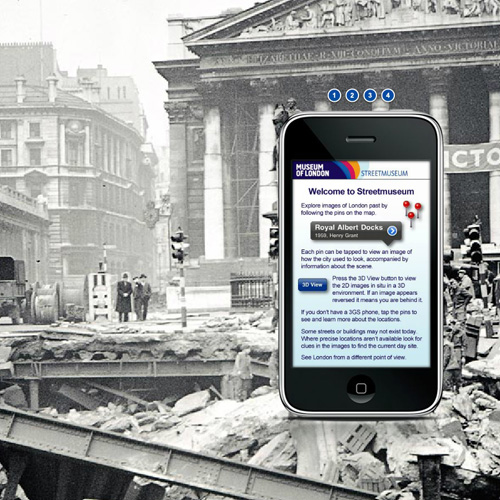 ELIZABETHAE·R·VIII·CONDITVM·ANNO·VICTORIA
1 2 3 4
CTO
MUSEUM
OF LONDON
STREETMUSEUM
Welcome to Streetmuseum
Explore images of London past by
following the pins on the map.
Royal Albert Docks
1959, Henry Grant
Each pin can be tapped to view an image of
how the city used to look, accompanied by
information about the scene.
3D View
Press the 3D View button to view
the 2D images in situ in a 3D
environment. If an image appears
reversed it means you are behind it.
If you don't have a 3GS phone, tap the pins to
see and learn more about the locations.
Some streets or buildings may not exist today.
Where precise locations aren't available look for
clues in the images to find the current day site.
See London from a different point of view.